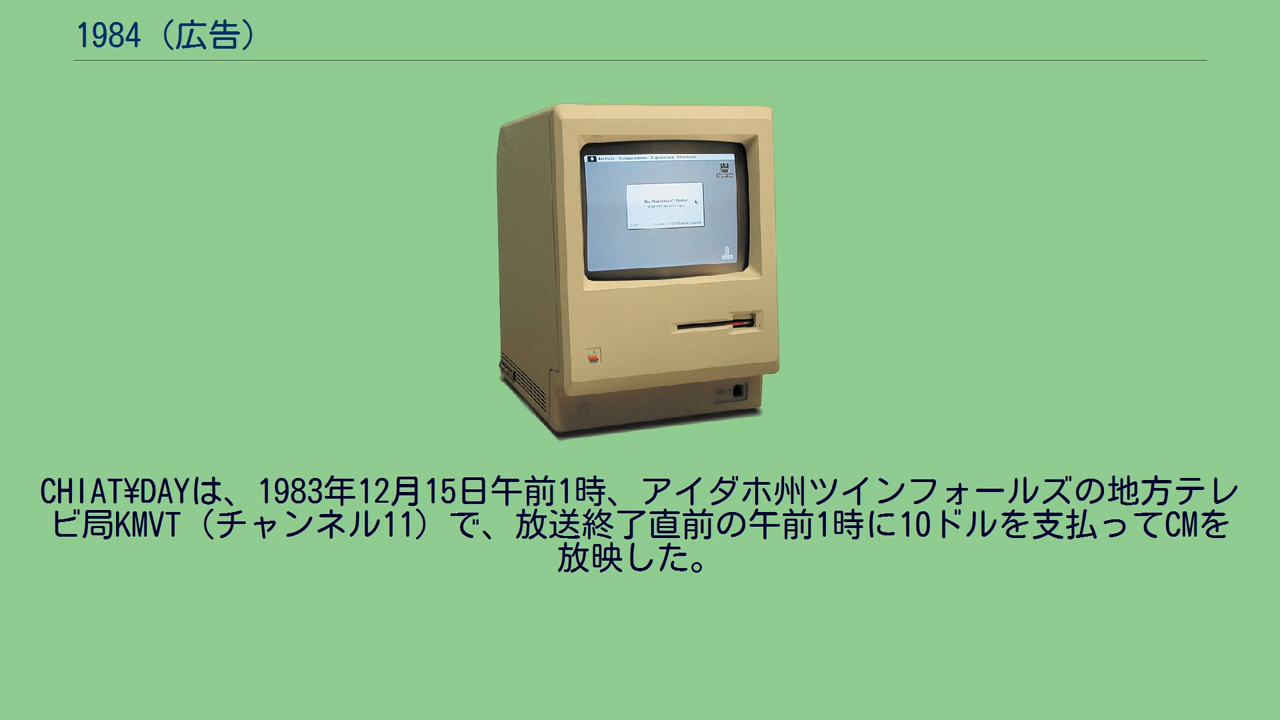 1984（広告）
CHIAT¥DAYは、1983年12月15日午前1時、アイダホ州ツインフォールズの地方テレ
ビ局KMVT（チャンネル11）で、放送終了直前の午前1時に10ドルを支払ってCMを
放映した。